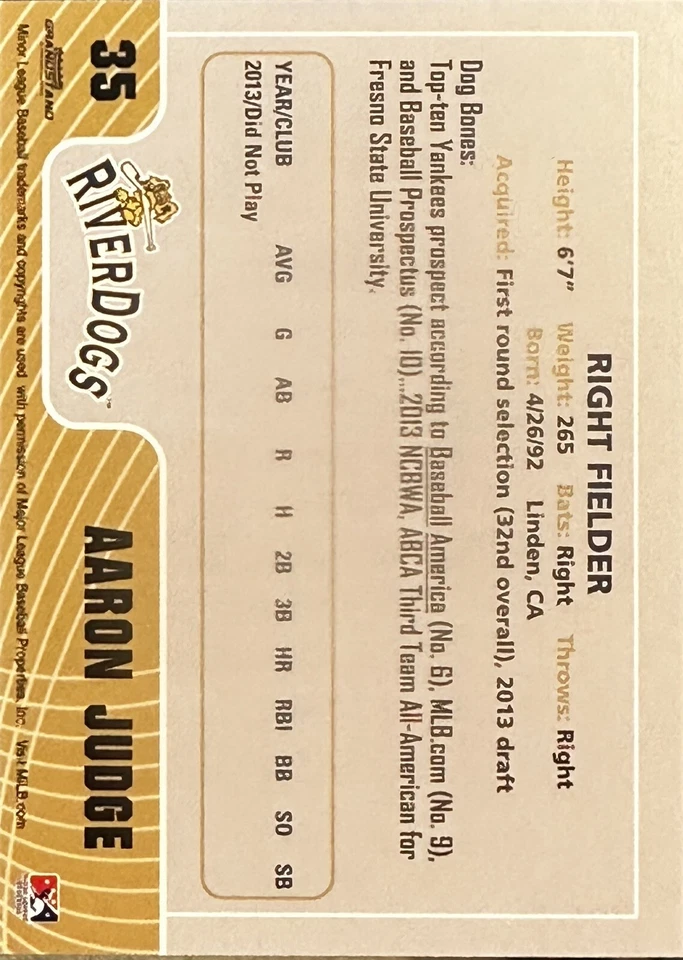 RIGHT FIELDER
Height: 6'7" Weight: 265 Bats: Right Throws: Right
Born: 4/26/92 Linden, CA
Acquired: First round selection (32nd overall), 2013 draft
Dog Bones:
Top-ten Yankees prospect according to Baseball America (No. 6), MLB.com (No. 9),
and Baseball Prospectus (No. 10)...2013 NCBWA, ABCA Third Team All-American for
Fresno State University.
YEAR/CLUB AVG G AB R H 2B 3B HR RBI BB SO SB
2013/Did Not Play
35
RIVERDOGS
AARON JUDGE
GRANDSTAND
Minor League Baseball trademarks and copyrights are used with permission of Major League Baseball Properties, Inc. Visit MiLB.com